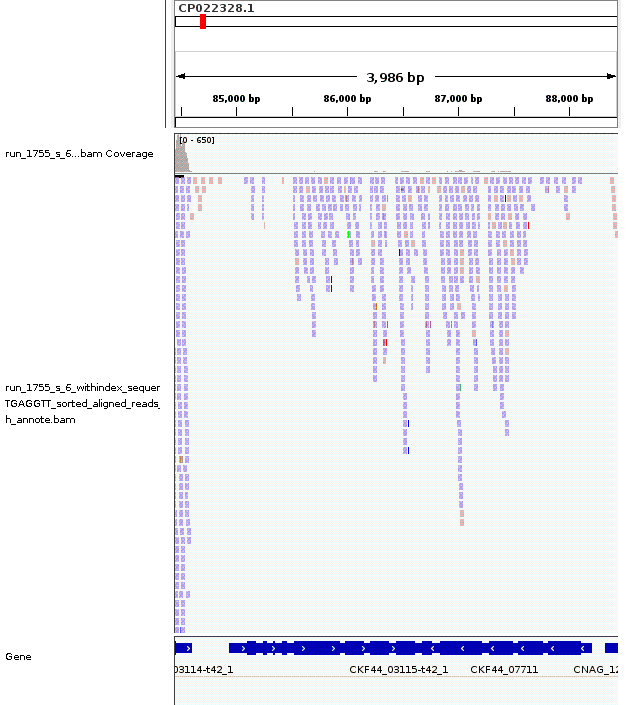 CP022328.1
3,986 bp
85,000 bp 86,000 bp 87,000 bp 88,000 bp
[0 - 650]
run_1755_s_6...bam Coverage
run_1755_s_6_withindex_sequer
TGAGGTT_sorted_aligned_reads_
h_annote.bam
Gene
03114-t42_1 CKF44_03115-t42_1 CKF44_07711 CNAG_12